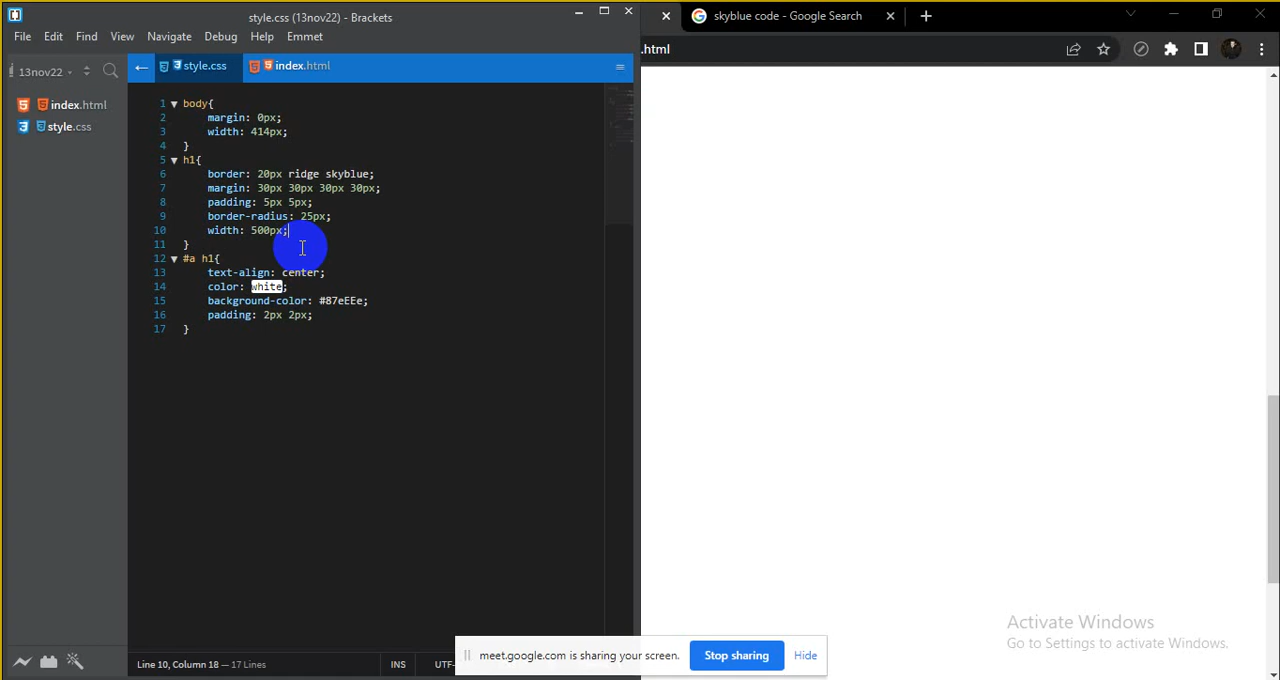 style.css (13nov22) - Brackets
File Edit Find View Navigate Debug Help Emmet
13nov22
style.css
index.html
index.html
style.css
1 body{
2 margin: 0px;
3 width: 414px;
4 }
5 h1{
6 border: 20px ridge skyblue;
7 margin: 30px 30px 30px 30px;
8 padding: 5px 5px;
9 border-radius: 25px;
10 width: 500px;
11 }
12 #a h1{
13 text-align: center;
14 color: white;
15 background-color: #87eEEe;
16 padding: 2px 2px;
17 }
Line 10, Column 18 — 17 Lines
INS
UTF-
skyblue code - Google Search
.html
Activate Windows
Go to Settings to activate Windows.
meet.google.com is sharing your screen.
Stop sharing
Hide